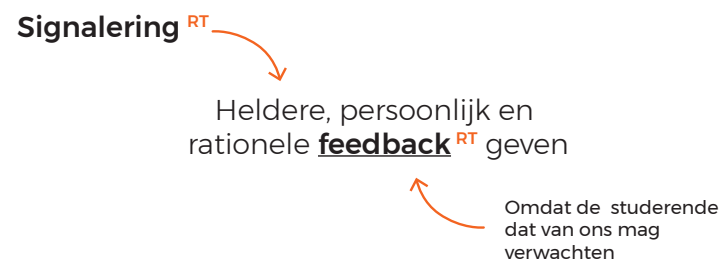 Signalering RT
Heldere, persoonlijk en
rationele feedback RT geven
Omdat de studerende
dat van ons mag
verwachten